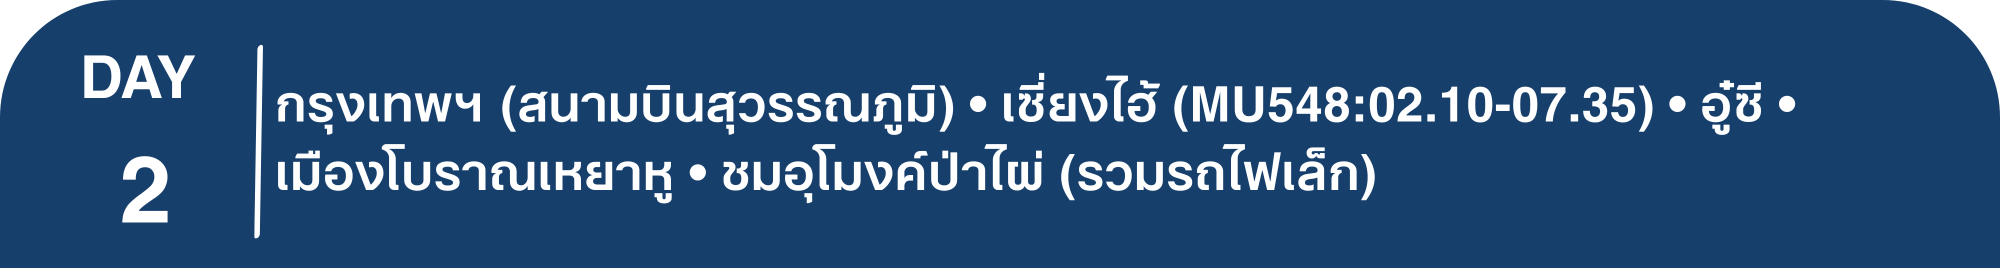 DAY
2
กรุงเทพฯ (สนามบินสุวรรณภูมิ) • เซี่ยงไฮ้ (MU548:02.10-07.35) • อู๋ซี •
เมืองโบราณเหยาหู • ชมอุโมงค์ป่าไผ่ (รวมรถไฟเล็ก)